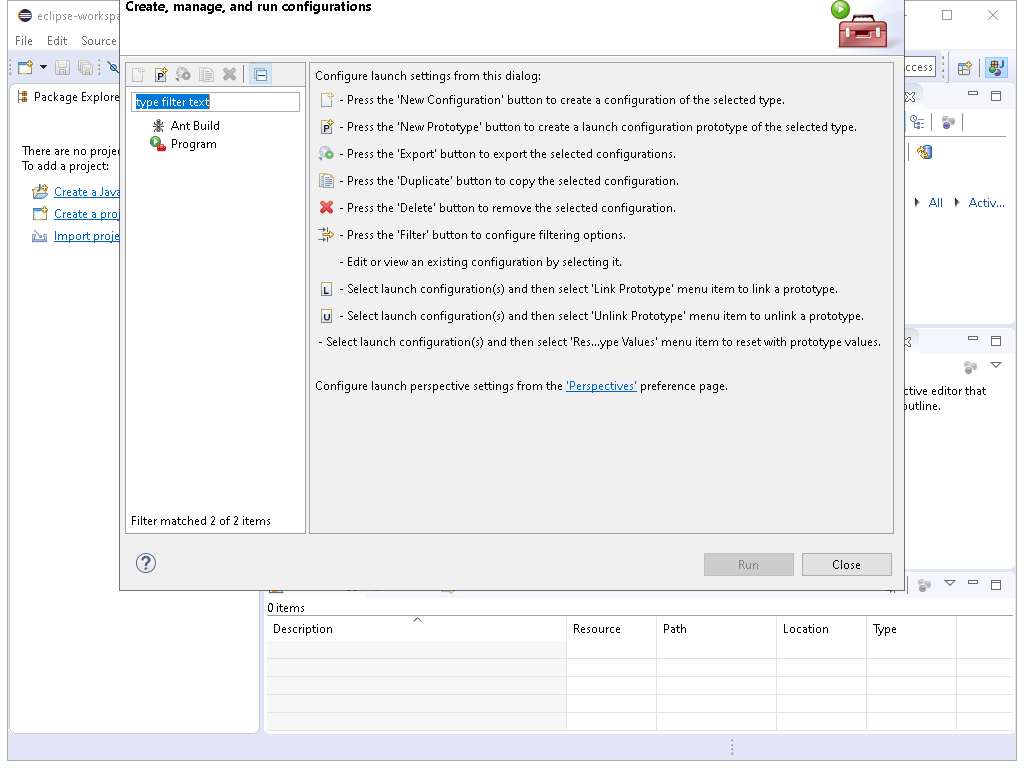 Create, manage, and run configurations
eclipse-workspa
File Edit Source
ccess
type filter text
Ant Build
Program
Filter matched 2 of 2 items
Configure launch settings from this dialog:
- Press the 'New Configuration' button to create a configuration of the selected type.
P - Press the 'New Prototype' button to create a launch configuration prototype of the selected type.
- Press the 'Export' button to export the selected configurations.
- Press the 'Duplicate' button to copy the selected configuration.
- Press the 'Delete' button to remove the selected configuration.
- Press the 'Filter' button to configure filtering options.
- Edit or view an existing configuration by selecting it.
L - Select launch configuration(s) and then select 'Link Prototype' menu item to link a prototype.
U - Select launch configuration(s) and then select 'Unlink Prototype' menu item to unlink a prototype.
- Select launch configuration(s) and then select 'Res...ype Values' menu item to reset with prototype values.
Configure launch perspective settings from the 'Perspectives' preference page.
? Run Close
Package Explore
There are no projec
To add a project:
Create a Java
Create a proj
Import proje
All Activ...
ctive editor that
outline.
0 items
Description Resource Path Location Type